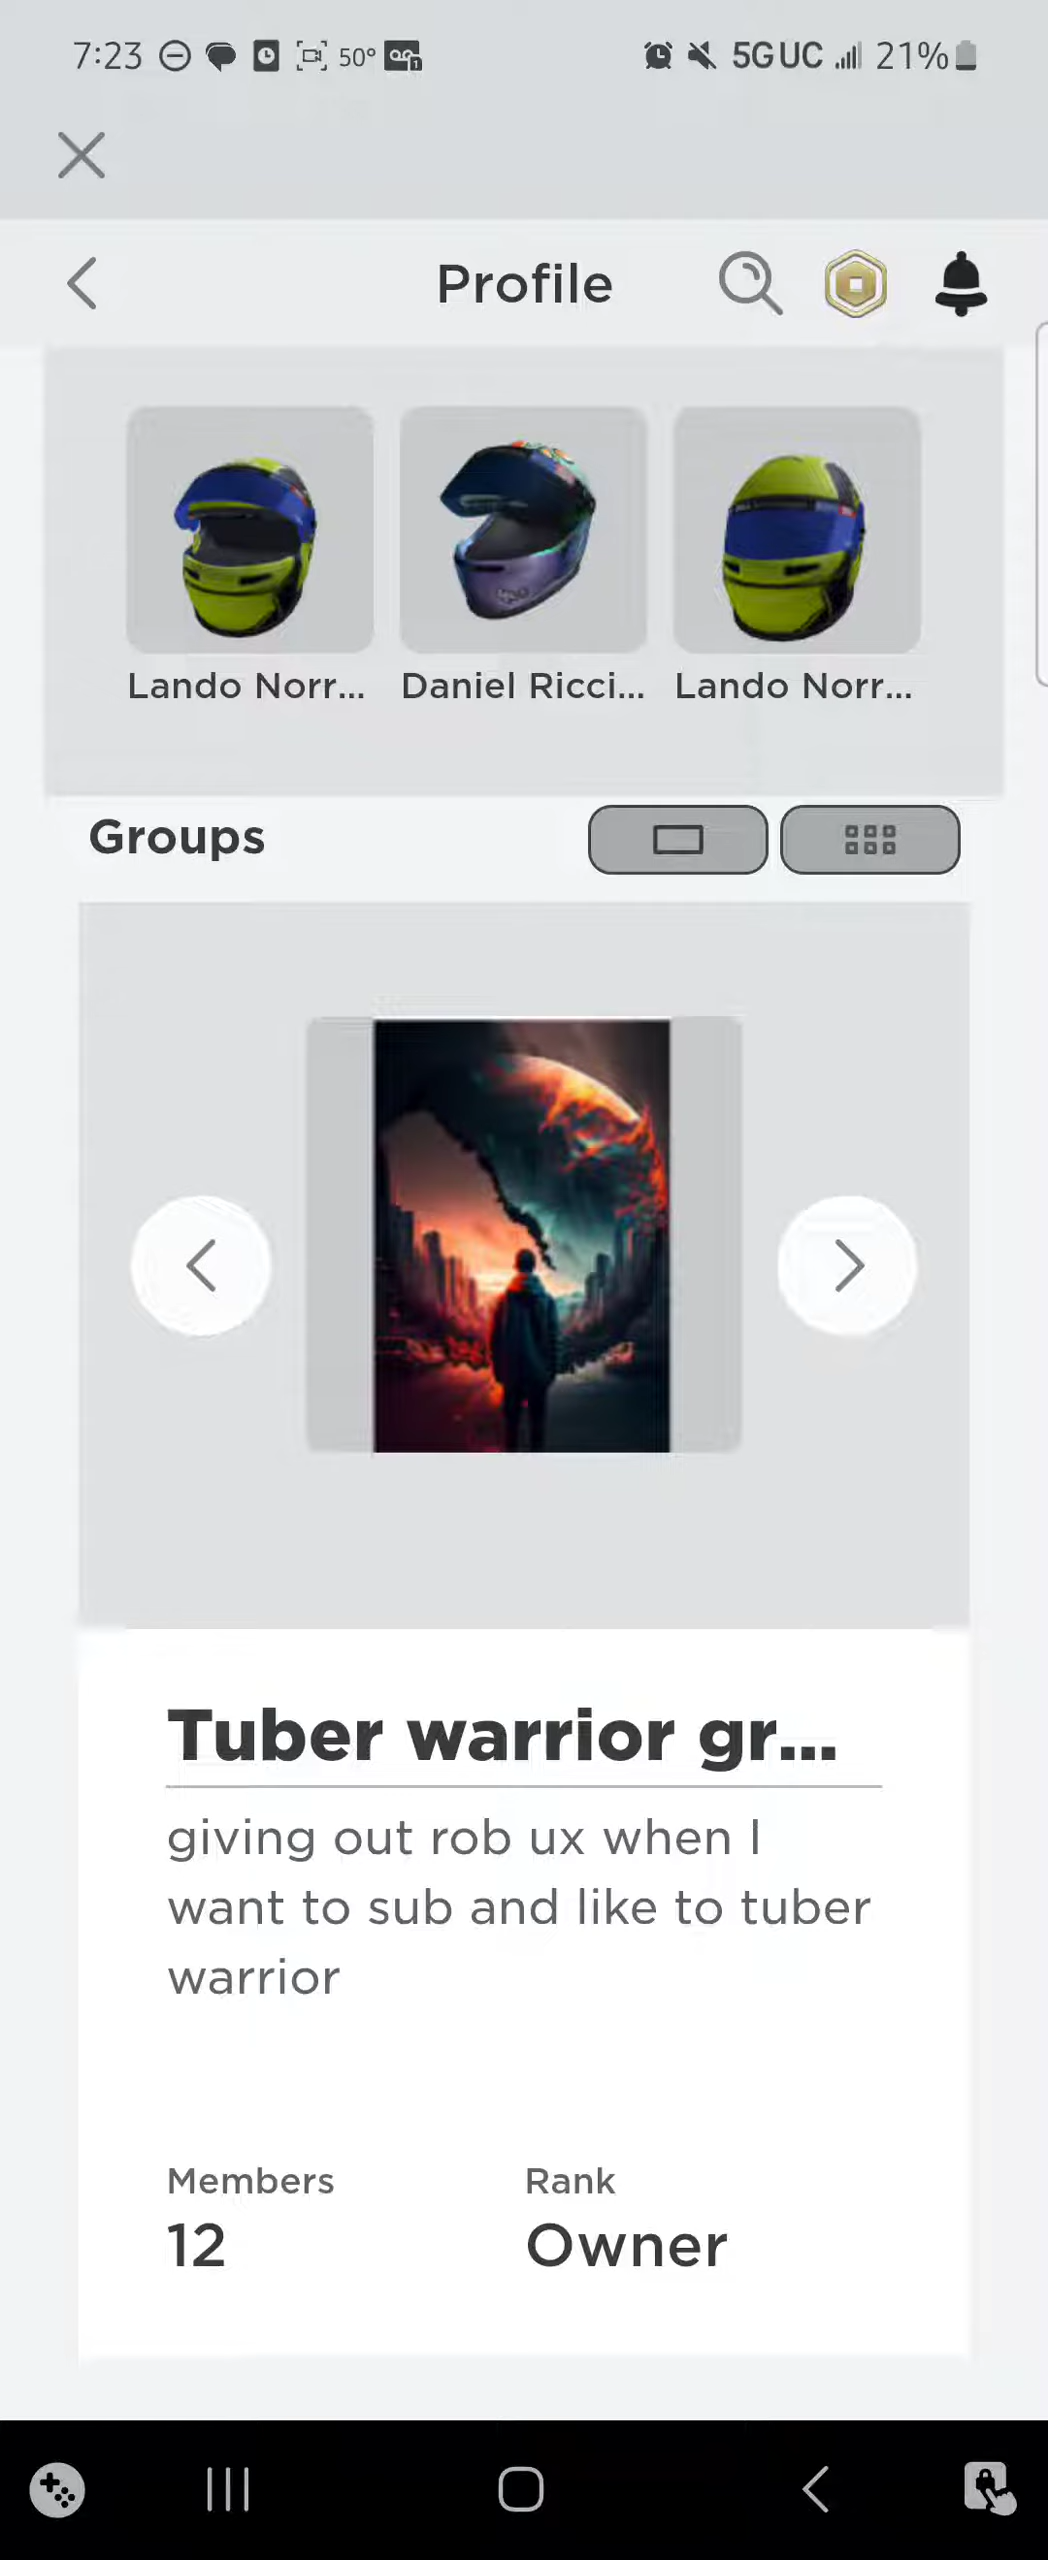 7:23 50° 5GUC 21%
Profile
Lando Norr... Daniel Ricci... Lando Norr...
Groups
Tuber warrior gr...
giving out rob ux when I
want to sub and like to tuber
warrior
Members Rank
12 Owner